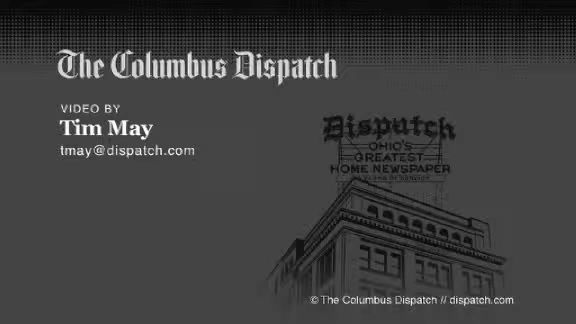 The Columbus Dispatch
VIDEO BY
Tim May
tmay@dispatch.com
Dispatch
OHIO'S
GREATEST
HOME NEWSPAPER
© The Columbus Dispatch // dispatch.com